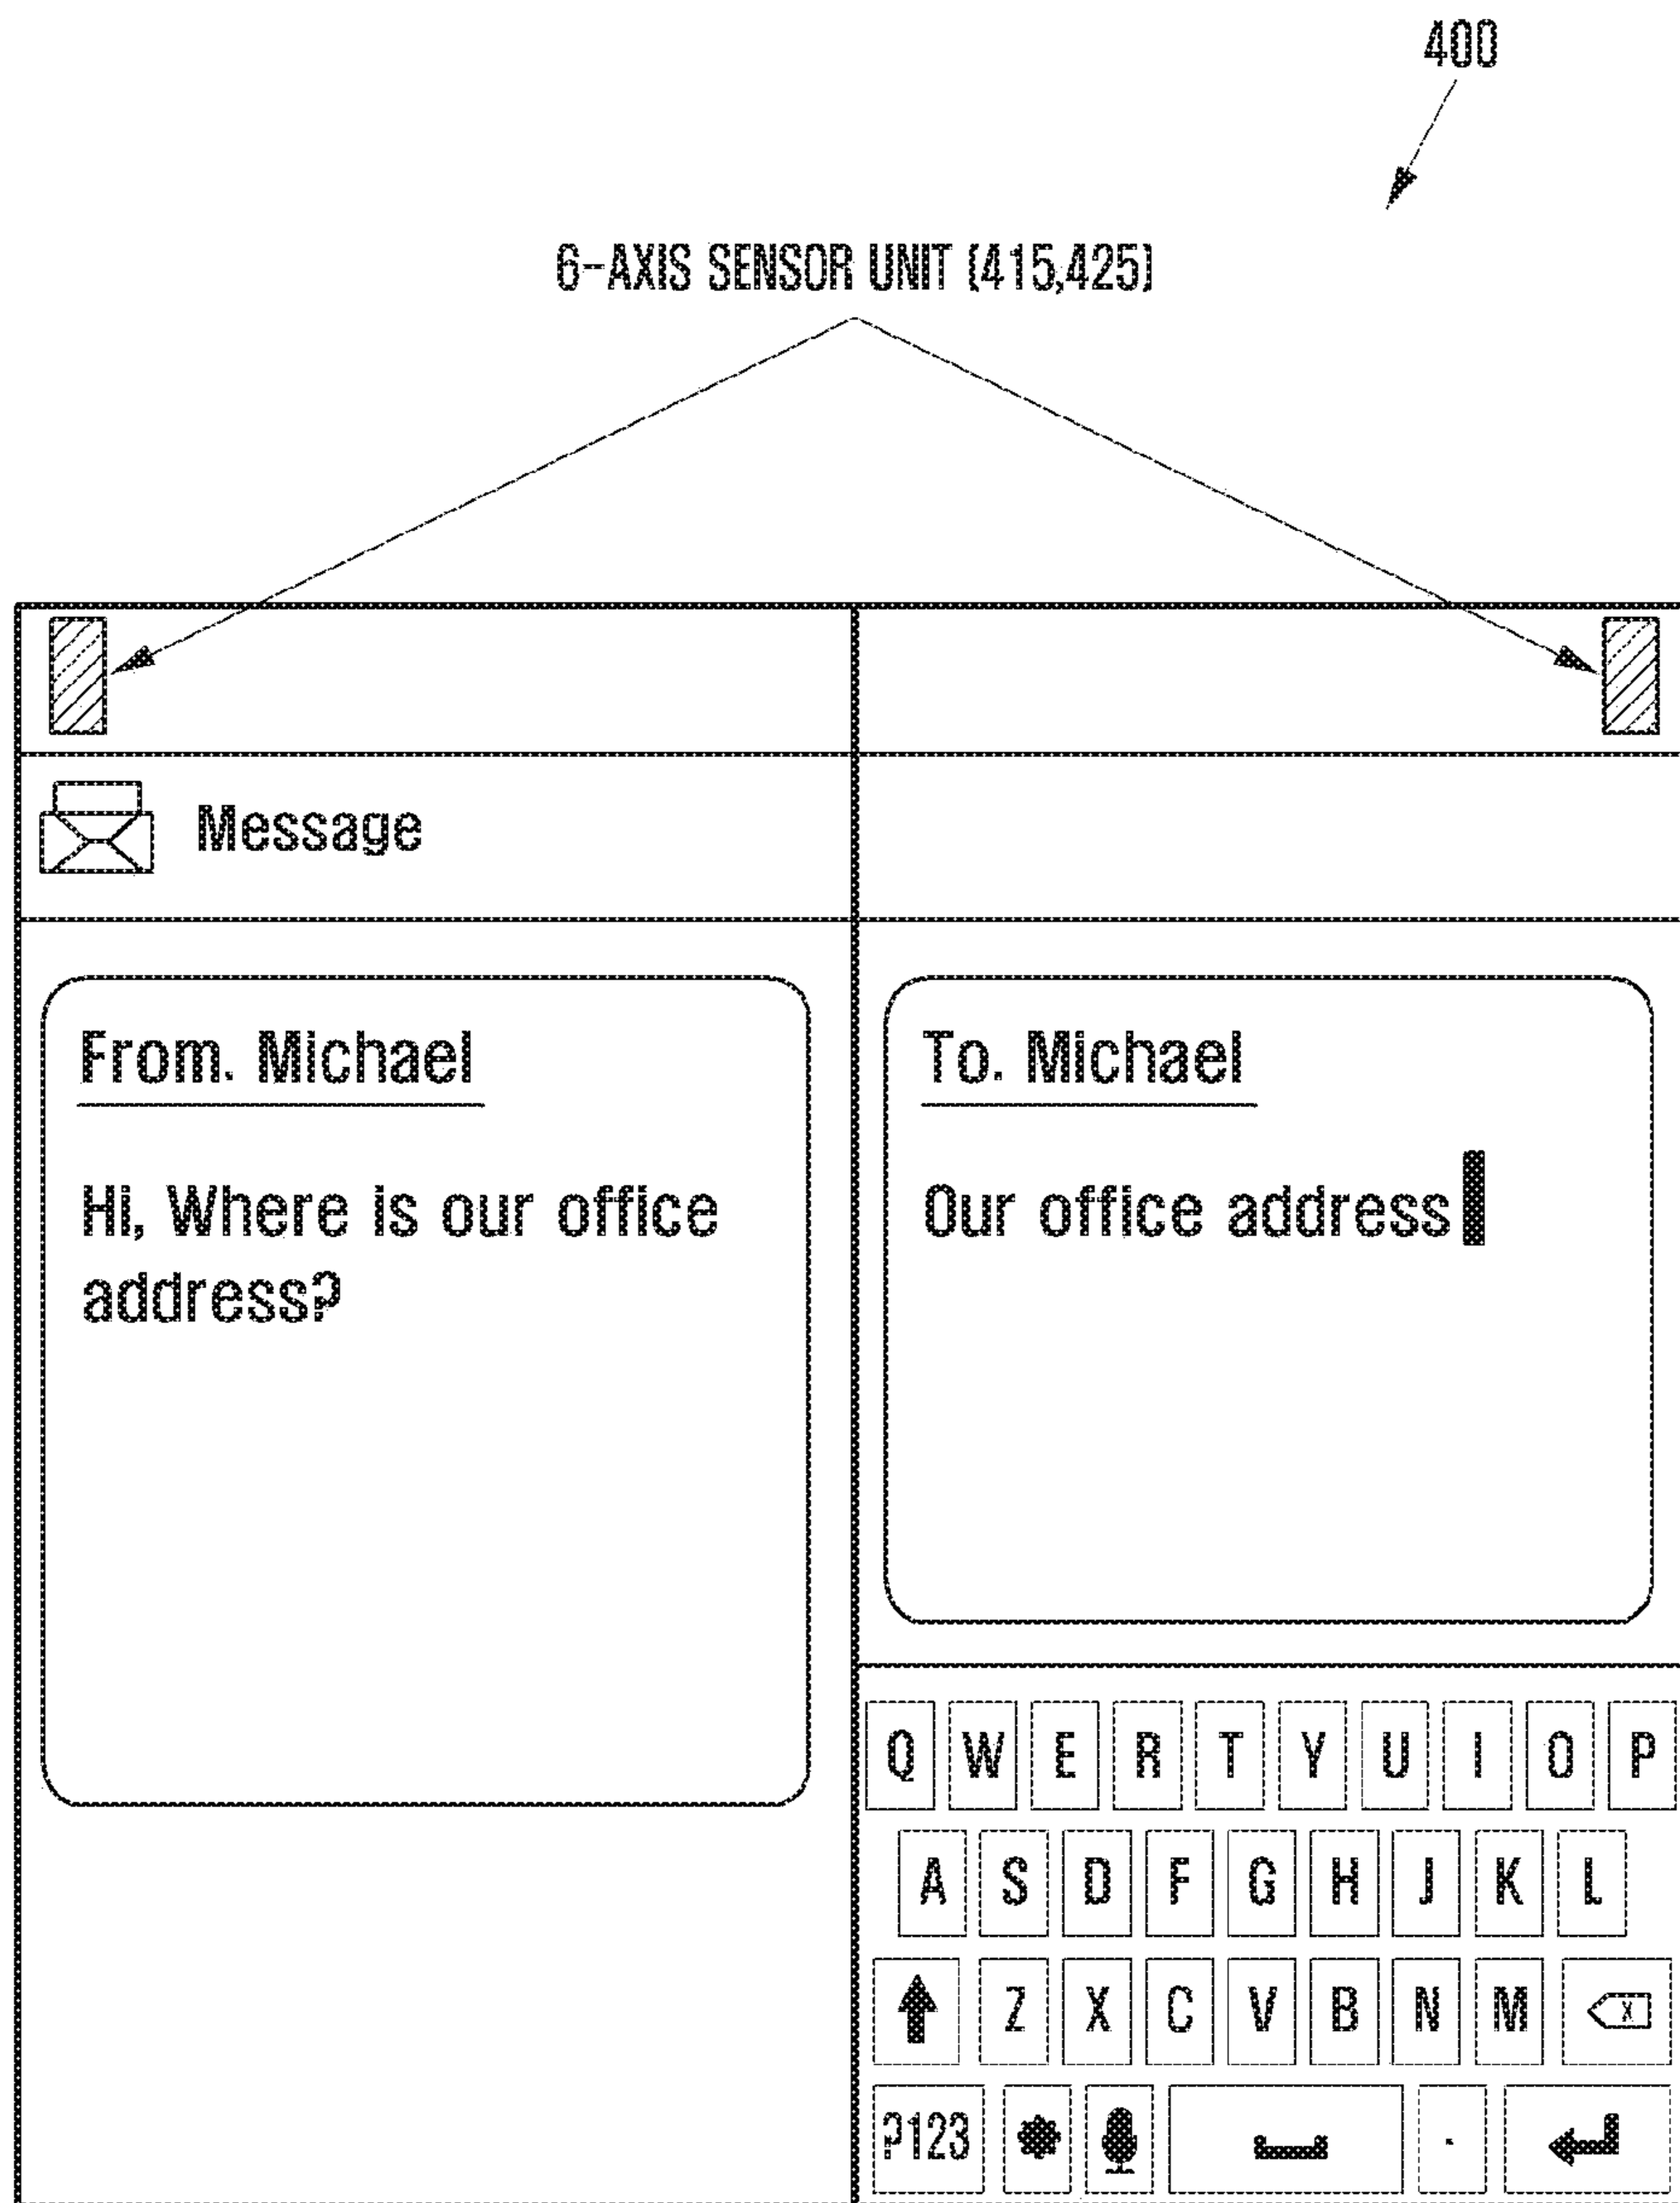 400
6-AXIS SENSOR UNIT (415,425)
Message
From. Michael
Hi, Where is our office
address?
To. Michael
Our office address
Q W E R T Y U I O P
A S D F G H J K L
Z X C V B N M X
?123 .